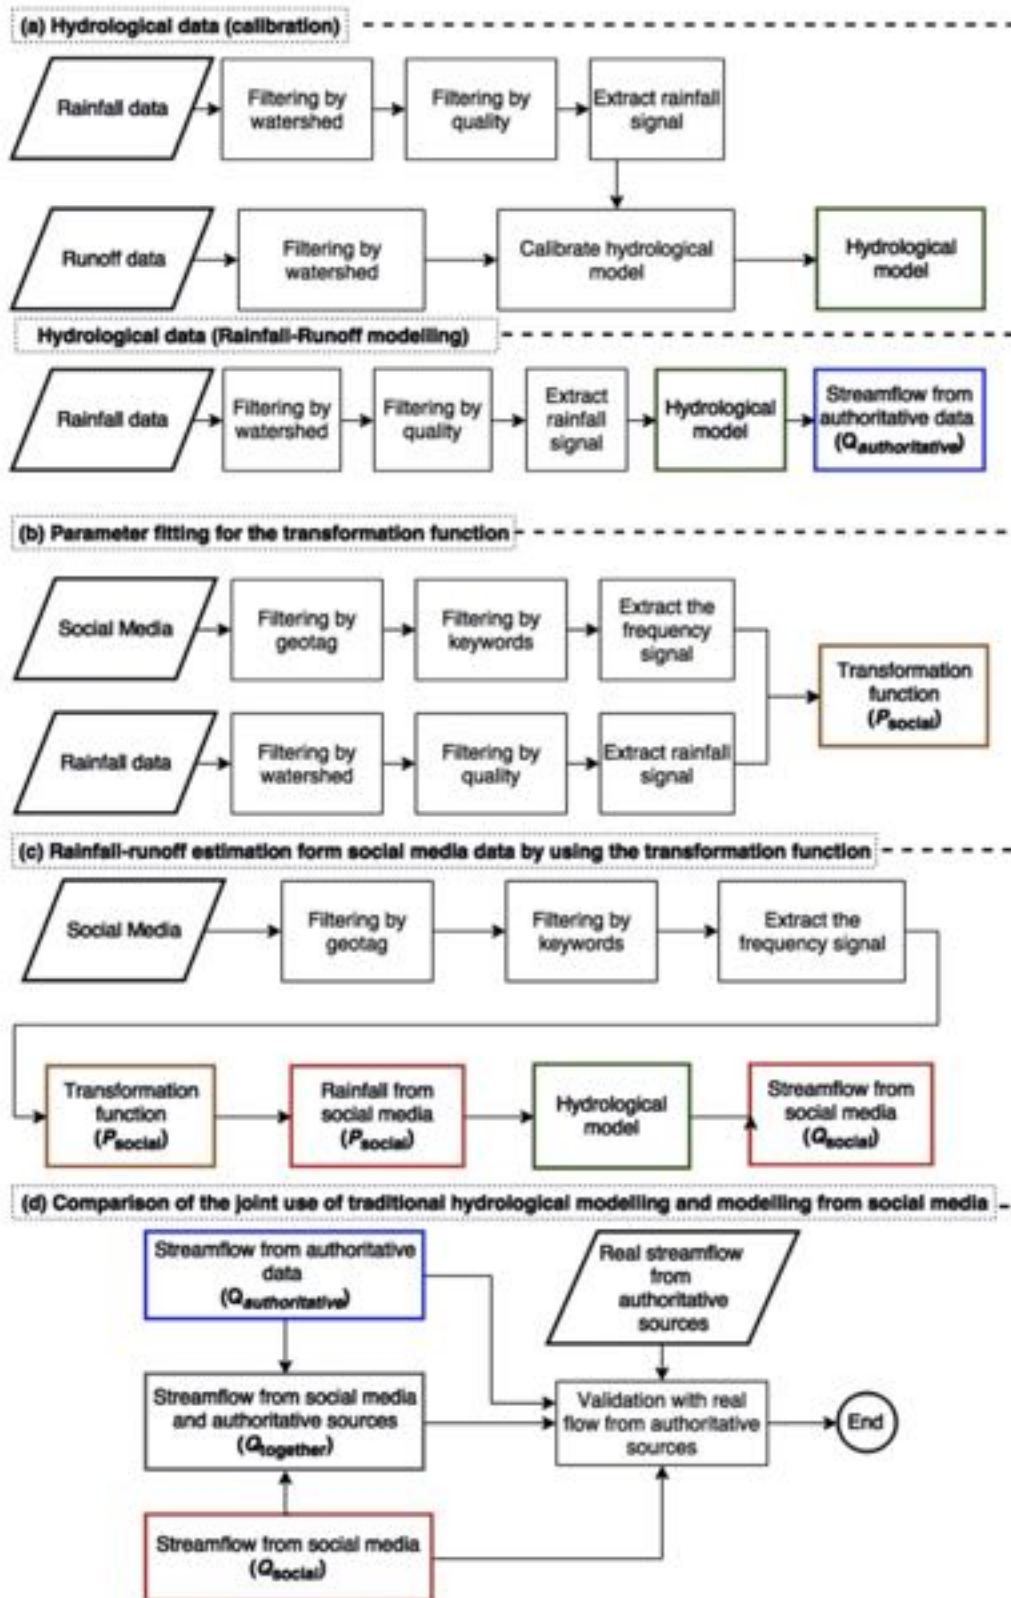 (a) Hydrological data (calibration)
Rainfall data
Filtering by
watershed
Filtering by
quality
Extract rainfall
signal
Runoff data
Filtering by
watershed
Calibrate hydrological
model
Hydrological
model
Hydrological data (Rainfall-Runoff modelling)
Rainfall data
Filtering by
watershed
Filtering by
quality
Extract
rainfall
signal
Hydrological
model
Streamflow from
authoritative data
(Qauthoritative)
(b) Parameter fitting for the transformation function
Social Media
Filtering by
geotag
Filtering by
keywords
Extract the
frequency
signal
Transformation
function
(Psocial)
Rainfall data
Filtering by
watershed
Filtering by
quality
Extract rainfall
signal
(c) Rainfall-runoff estimation form social media data by using the transformation function
Social Media
Filtering by
geotag
Filtering by
keywords
Extract the
frequency signal
Transformation
function
(Psocial)
Rainfall from
social media
(Psocial)
Hydrological
model
Streamflow from
social media
(Qsocial)
(d) Comparison of the joint use of traditional hydrological modelling and modelling from social media
Streamflow from authoritative
data
(Qauthoritative)
Real streamflow
from
authoritative
sources
Streamflow from social media
and authoritative sources
(Qtogether)
Validation with real
flow from authoritative
sources
End
Streamflow from social media
(Qsocial)